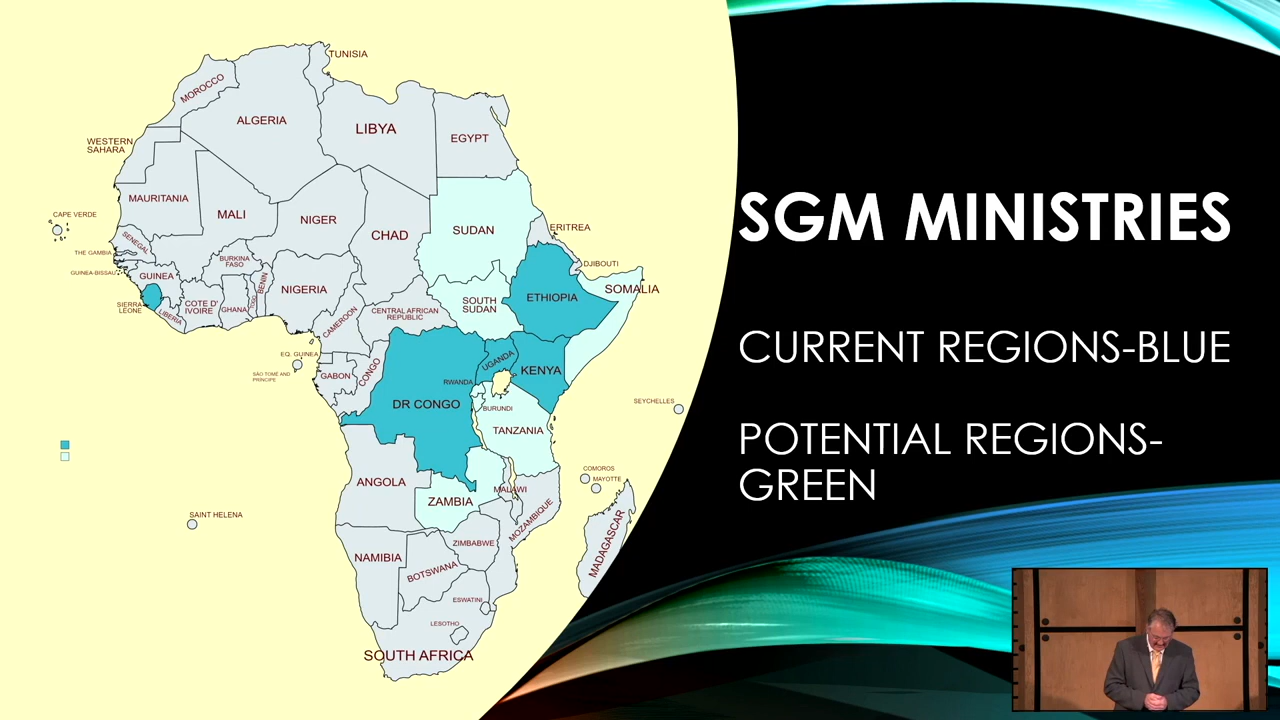 TUNISIA
MOROCCO
ALGERIA
LIBYA
EGYPT
WESTERN
SAHARA
MAURITANIA
MALI
NIGER
CHAD
SUDAN
ERITREA
CAPE VERDE
SENEGAL
THE GAMBIA
GUINEA-BISSAU
GUINEA
BURKINA
FASO
BENIN
TOGO
NIGERIA
DJIBOUTI
ETHIOPIA
SOMALIA
SIERRA
LEONE
LIBERIA
COTE D'
IVOIRE
GHANA
CAMEROON
CENTRAL AFRICAN
REPUBLIC
SOUTH
SUDAN
EQ. GUINEA
SÃO TOMÉ AND
PRÍNCIPE
GABON
CONGO
UGANDA
KENYA
RWANDA
DR CONGO
BURUNDI
TANZANIA
SEYCHELLES
ANGOLA
ZAMBIA
MALAWI
COMOROS
MAYOTTE
MOZAMBIQUE
MADAGASCAR
SAINT HELENA
NAMIBIA
ZIMBABWE
BOTSWANA
ESWATINI
LESOTHO
SOUTH AFRICA
SGM MINISTRIES
CURRENT REGIONS-BLUE
POTENTIAL REGIONS-
GREEN